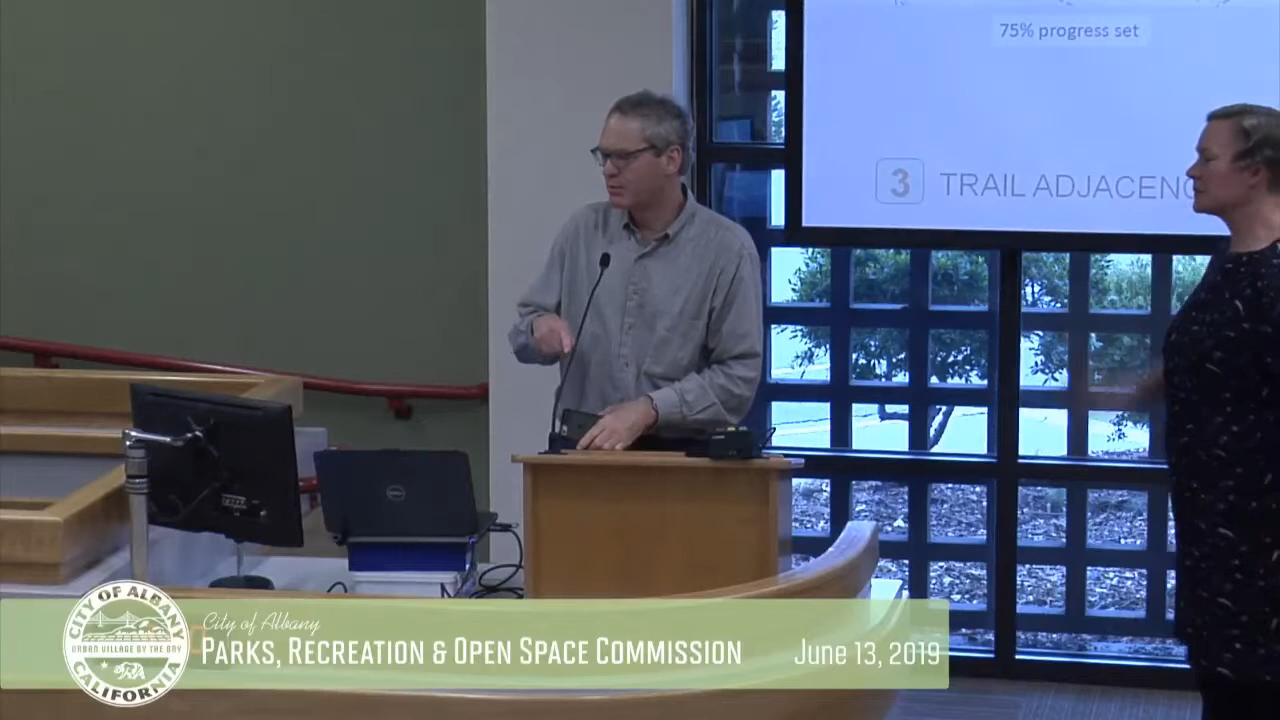 75% progress set
3 TRAIL ADJACENC
DELL
CITY OF ALBANY
URBAN VILLAGE BY THE BAY
CALIFORNIA
City of Albany
PARKS, RECREATION & OPEN SPACE COMMISSION
June 13, 2019